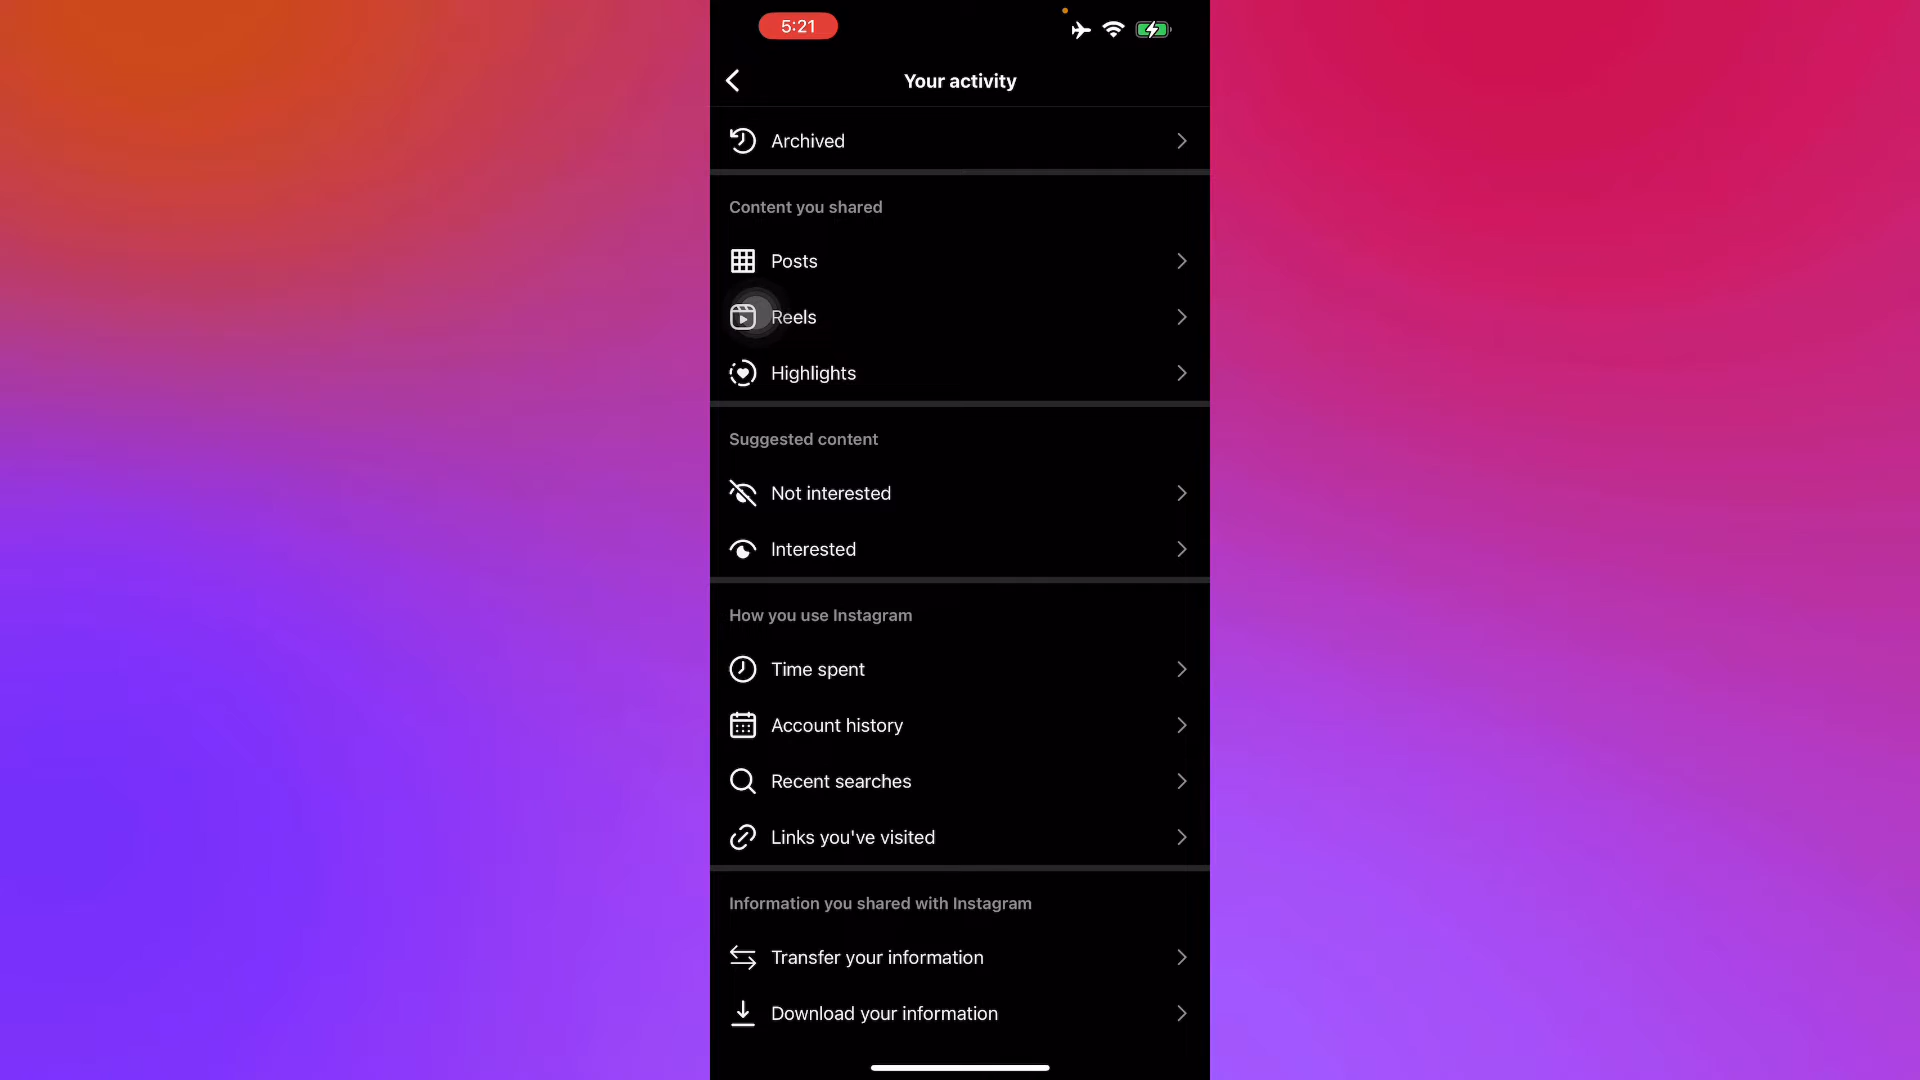 5:21
Your activity
Archived
Content you shared
Posts
Reels
Highlights
Suggested content
Not interested
Interested
How you use Instagram
Time spent
Account history
Recent searches
Links you've visited
Information you shared with Instagram
Transfer your information
Download your information